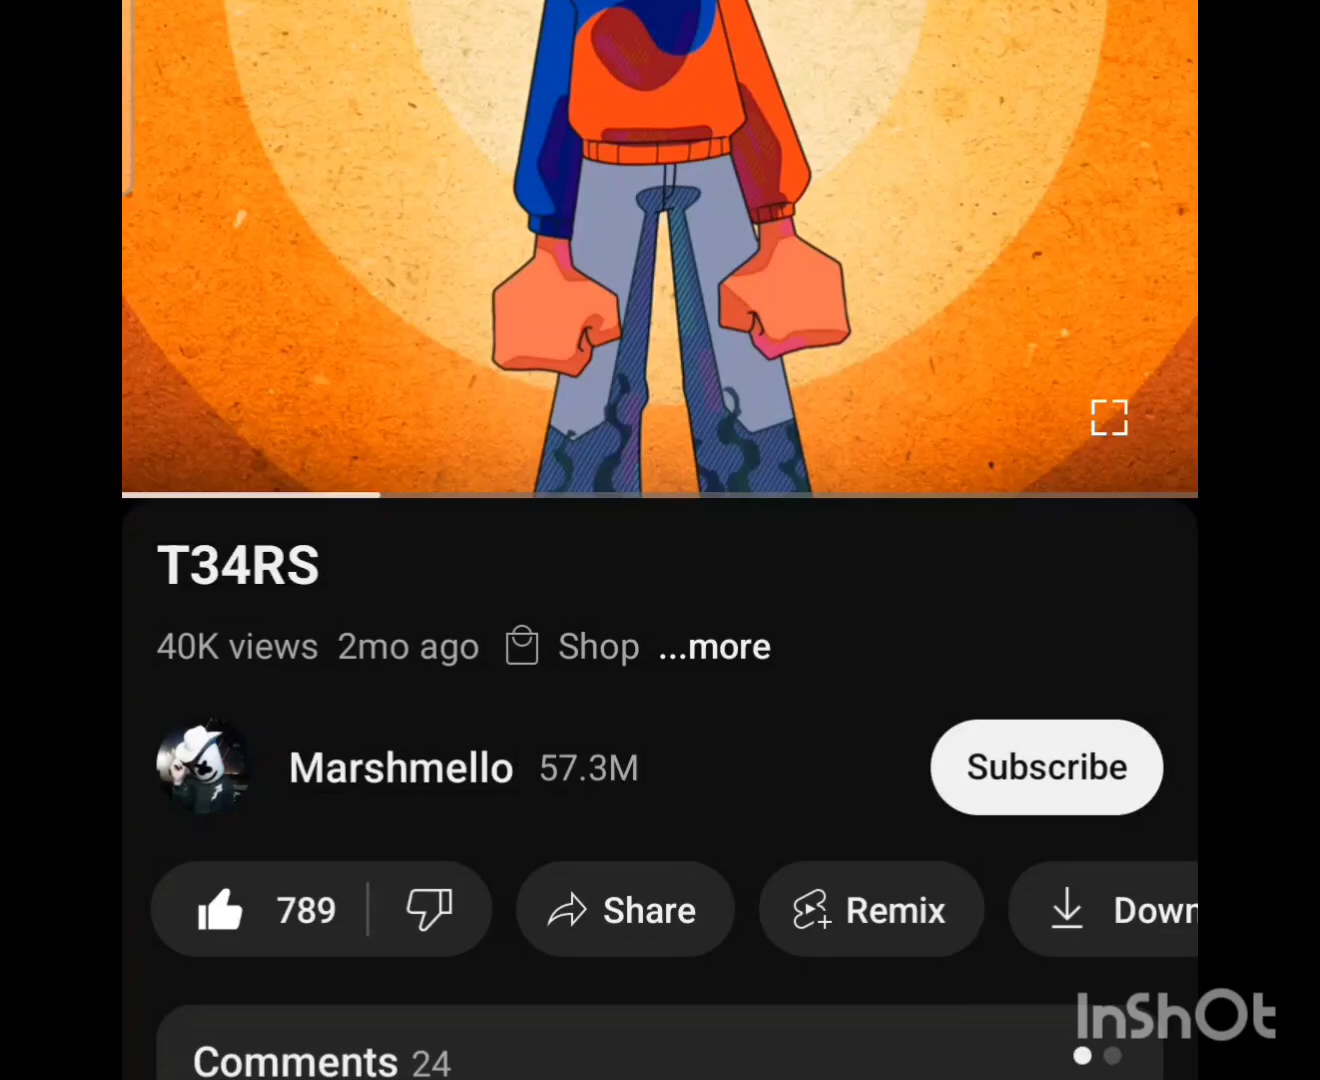 T34RS
40K views 2mo ago Shop ...more
Marshmello 57.3M Subscribe
789 Share Remix Down
Comments 24
InShOt